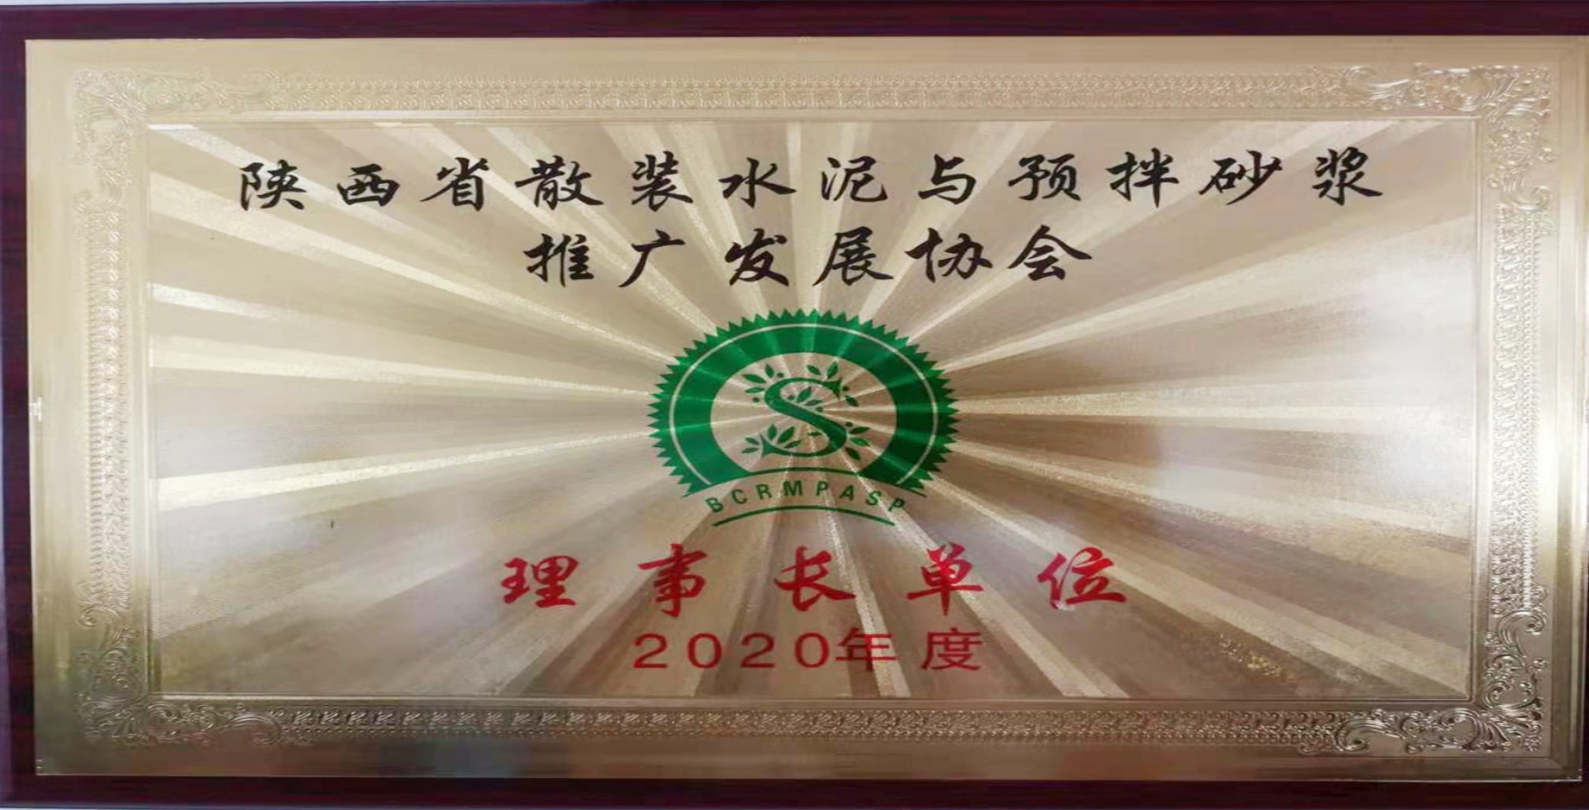 陕西省散装水泥与预拌砂浆
推广发展协会
S
BCRMPASP
理事长单位
2020年度